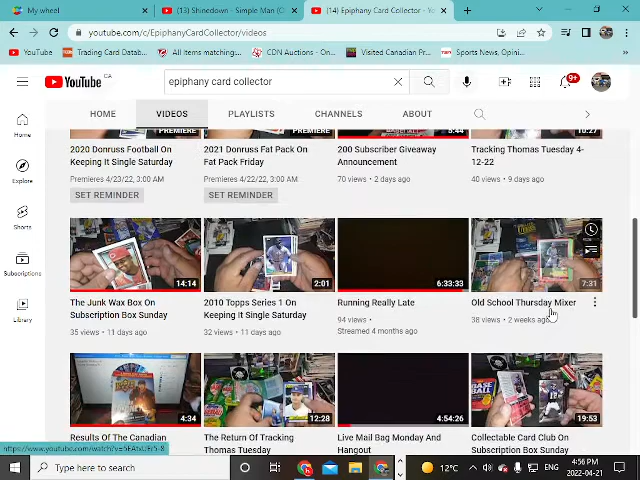 My wheel
(13) Shinedown - Simple Man (C
(14) Epiphany Card Collector - Yo
youtube.com/c/EpiphanyCardCollector/videos
YouTube
Trading Card Datab...
All Items matching:...
CDN Auctions - On...
Visited Canadian Pr...
Sports News, Opini...
YouTube CA
epiphany card collector
9+
HOME
VIDEOS
PLAYLISTS
CHANNELS
ABOUT
Home
Explore
Shorts
Subscriptions
Library
PREMIERE
PREMIERE
5:44
10:27
2020 Donruss Football On
Keeping It Single Saturday
Premieres 4/23/22, 3:00 AM
SET REMINDER
2021 Donruss Fat Pack On
Fat Pack Friday
Premieres 4/22/22, 3:00 AM
SET REMINDER
200 Subscriber Giveaway
Announcement
70 views • 2 days ago
Tracking Thomas Tuesday 4-
12-22
40 views • 9 days ago
14:14
The Junk Wax Box On
Subscription Box Sunday
35 views • 11 days ago
2:01
2010 Topps Series 1 On
Keeping It Single Saturday
32 views • 11 days ago
6:33:33
Running Really Late
94 views •
Streamed 4 months ago
7:31
Old School Thursday Mixer
38 views • 2 weeks ago
4:34
Results Of The Canadian
12:28
The Return Of Tracking
Thomas Tuesday
4:54:26
Live Mail Bag Monday And
Hangout
BASEBALL
19:53
Collectable Card Club On
Subscription Box Sunday
Type here to search
12°C
ENG
4:56 PM
2022-04-21